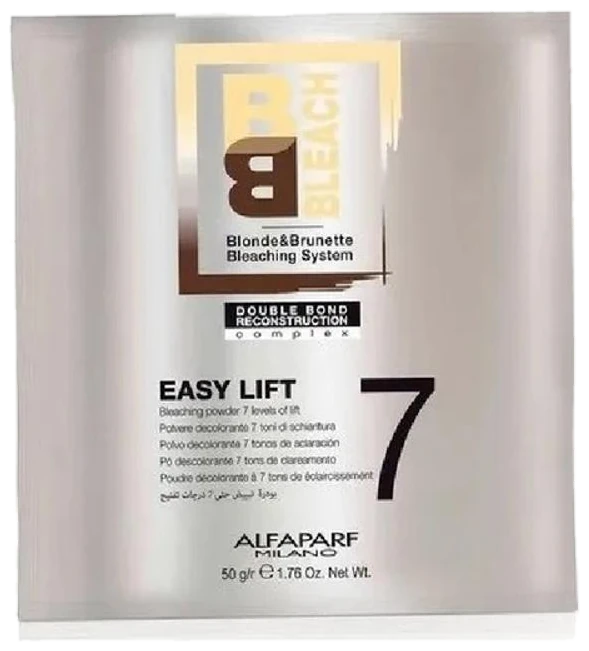 BB BLEACH
Blonde&Brunette
Bleaching System
DOUBLE BOND
RECONSTRUCTION
complex
EASY LIFT 7
Bleaching powder 7 levels of lift
Polvere decolorante 7 toni di schiaritura
Polvo decolorante 7 tonos de aclaración
Pó descolorante 7 tons de clareamento
Poudre décolorante à 7 tons de éclaircissement
بودرة تبييض حتى 7 درجات تفتيح
ALFAPARF
MILANO
50 g/r ℮ 1.76 Oz. Net Wt.